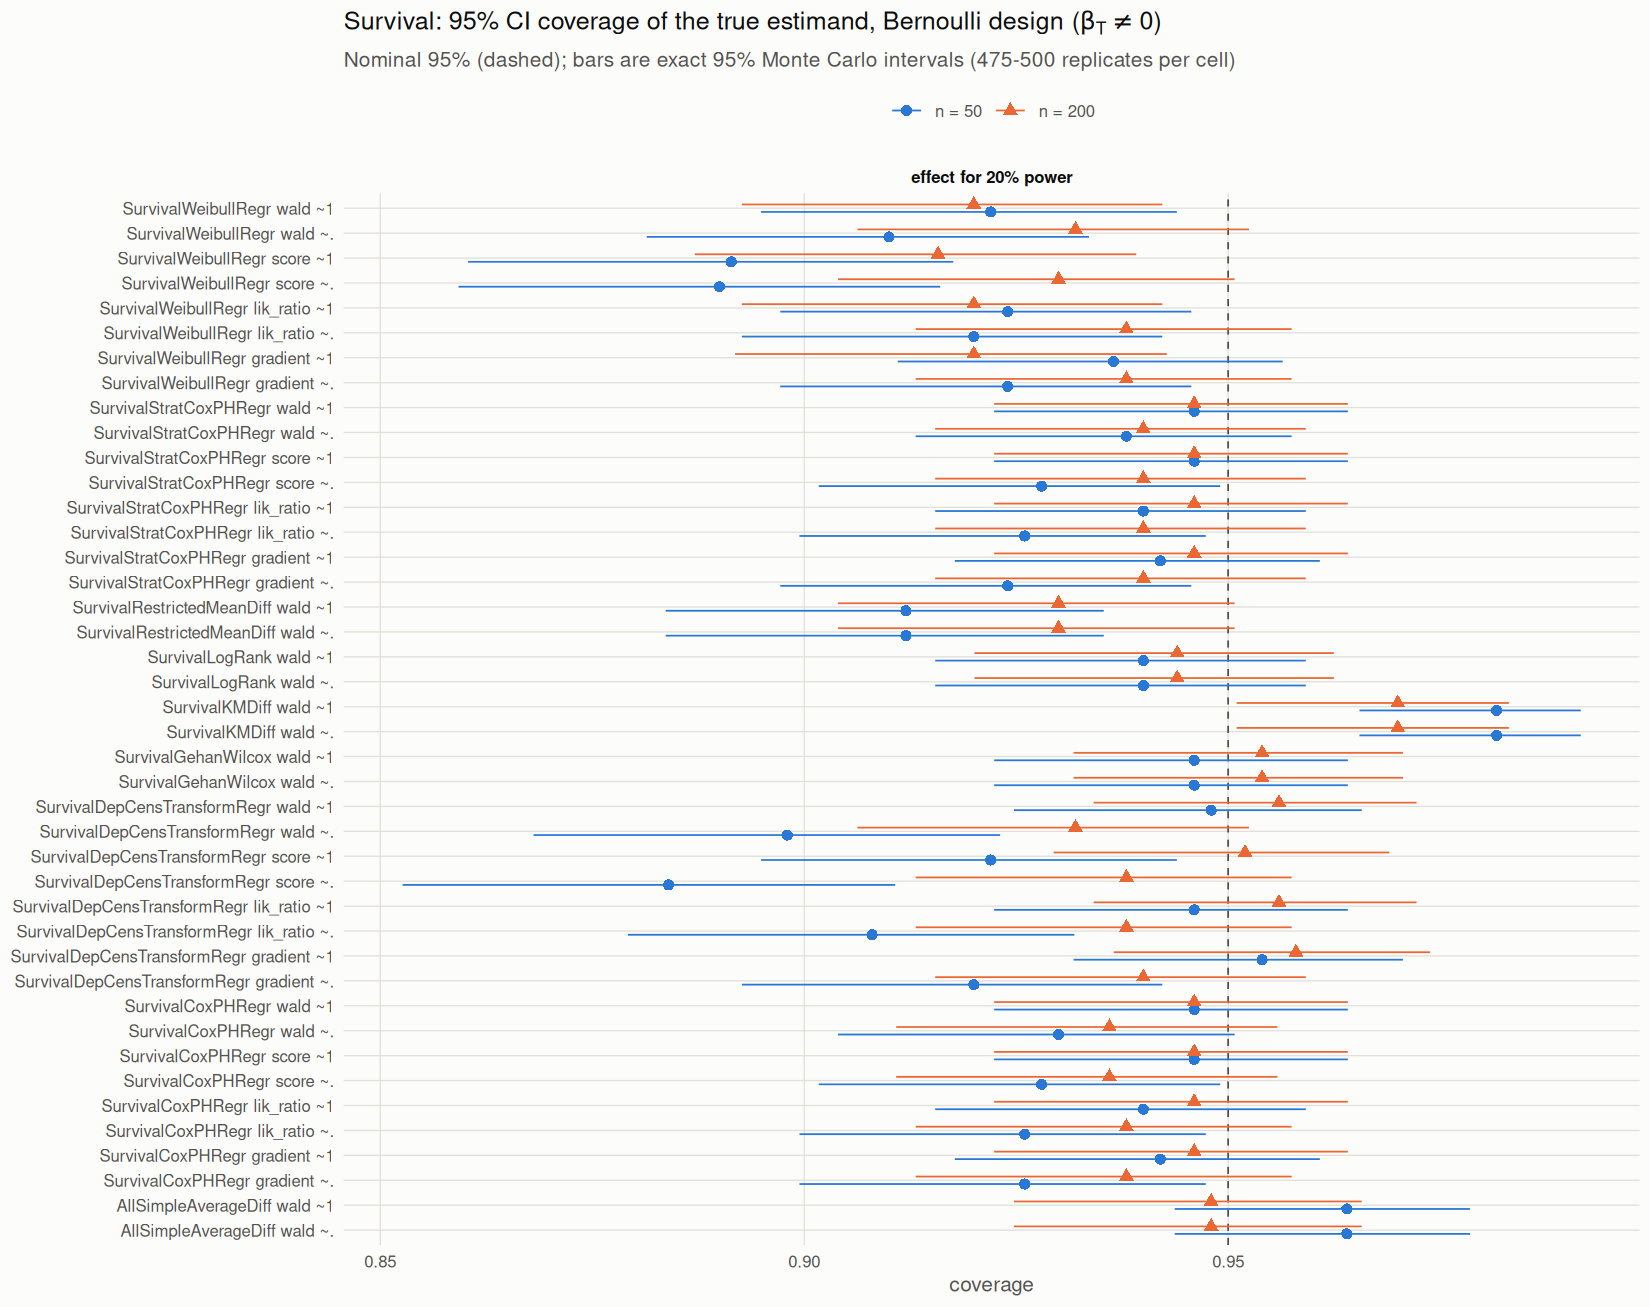 Survival: 95% CI coverage of the true estimand, Bernoulli design (βT ≠ 0)
Nominal 95% (dashed); bars are exact 95% Monte Carlo intervals (475-500 replicates per cell)
n = 50 n = 200
effect for 20% power
SurvivalWeibullRegr wald ~1
SurvivalWeibullRegr wald ~.
SurvivalWeibullRegr score ~1
SurvivalWeibullRegr score ~.
SurvivalWeibullRegr lik_ratio ~1
SurvivalWeibullRegr lik_ratio ~.
SurvivalWeibullRegr gradient ~1
SurvivalWeibullRegr gradient ~.
SurvivalStratCoxPHRegr wald ~1
SurvivalStratCoxPHRegr wald ~.
SurvivalStratCoxPHRegr score ~1
SurvivalStratCoxPHRegr score ~.
SurvivalStratCoxPHRegr lik_ratio ~1
SurvivalStratCoxPHRegr lik_ratio ~.
SurvivalStratCoxPHRegr gradient ~1
SurvivalStratCoxPHRegr gradient ~.
SurvivalRestrictedMeanDiff wald ~1
SurvivalRestrictedMeanDiff wald ~.
SurvivalLogRank wald ~1
SurvivalLogRank wald ~.
SurvivalKMDiff wald ~1
SurvivalKMDiff wald ~.
SurvivalGehanWilcox wald ~1
SurvivalGehanWilcox wald ~.
SurvivalDepCensTransformRegr wald ~1
SurvivalDepCensTransformRegr wald ~.
SurvivalDepCensTransformRegr score ~1
SurvivalDepCensTransformRegr score ~.
SurvivalDepCensTransformRegr lik_ratio ~1
SurvivalDepCensTransformRegr lik_ratio ~.
SurvivalDepCensTransformRegr gradient ~1
SurvivalDepCensTransformRegr gradient ~.
SurvivalCoxPHRegr wald ~1
SurvivalCoxPHRegr wald ~.
SurvivalCoxPHRegr score ~1
SurvivalCoxPHRegr score ~.
SurvivalCoxPHRegr lik_ratio ~1
SurvivalCoxPHRegr lik_ratio ~.
SurvivalCoxPHRegr gradient ~1
SurvivalCoxPHRegr gradient ~.
AllSimpleAverageDiff wald ~1
AllSimpleAverageDiff wald ~.
0.85 0.90 0.95
coverage